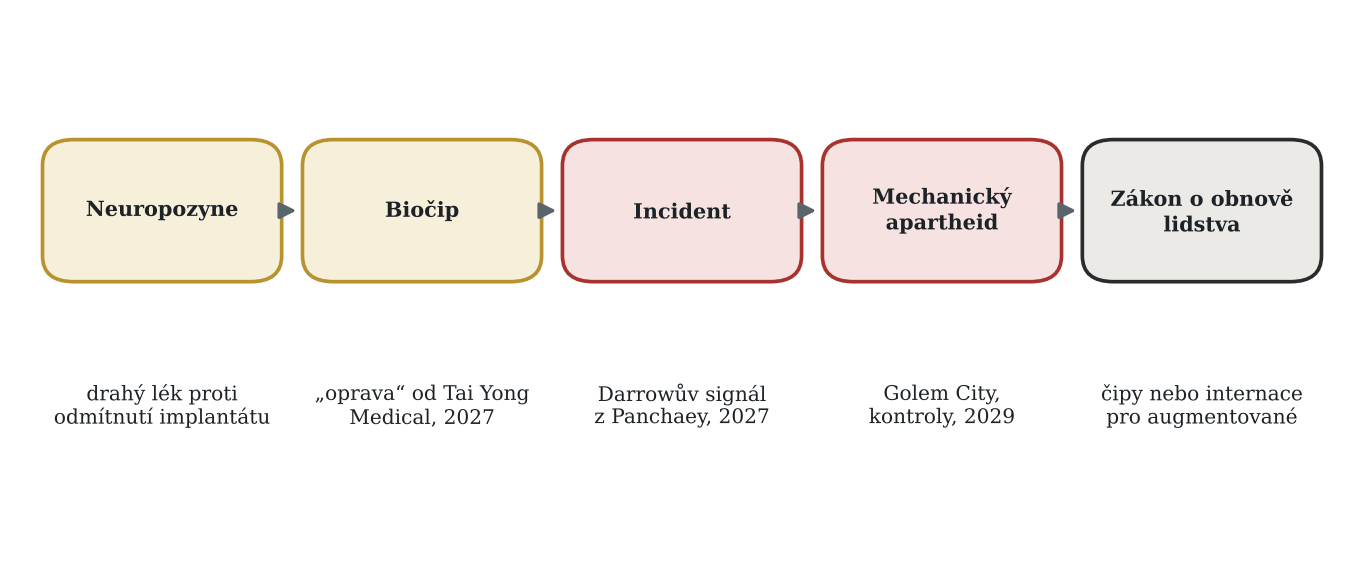 Neuropozyne
Biočip
Incident
Mechanický
apartheid
Zákon o obnově
lidstva
drahý lék proti
odmítnutí implantátu
„oprava“ od Tai Yong
Medical, 2027
Darrowův signál
z Panchaey, 2027
Golem City,
kontroly, 2029
čipy nebo internace
pro augmentované